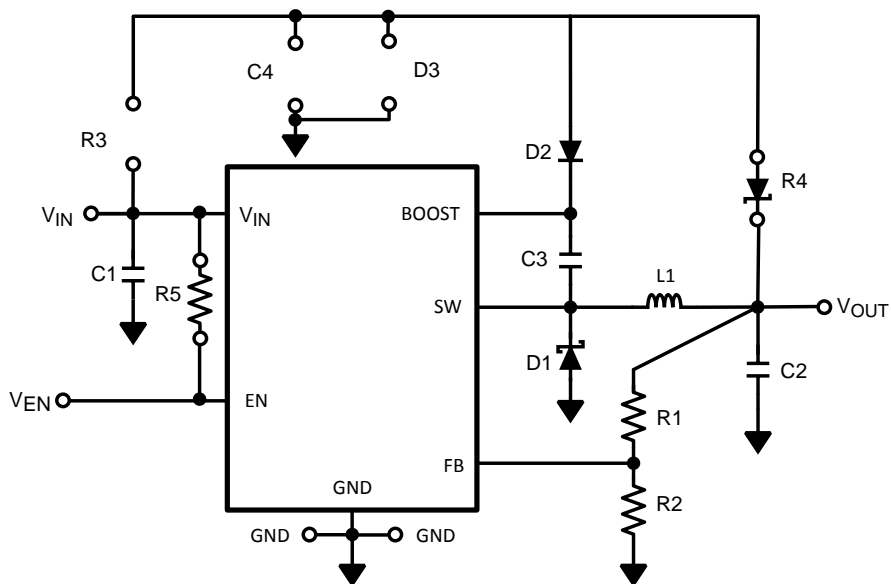 C4
D3
R3
D2
R4
VIN
VIN
BOOST
C1
R5
C3
L1
SW
VOUT
D1
C2
VEN
EN
R1
FB
GND
R2
GND
GND